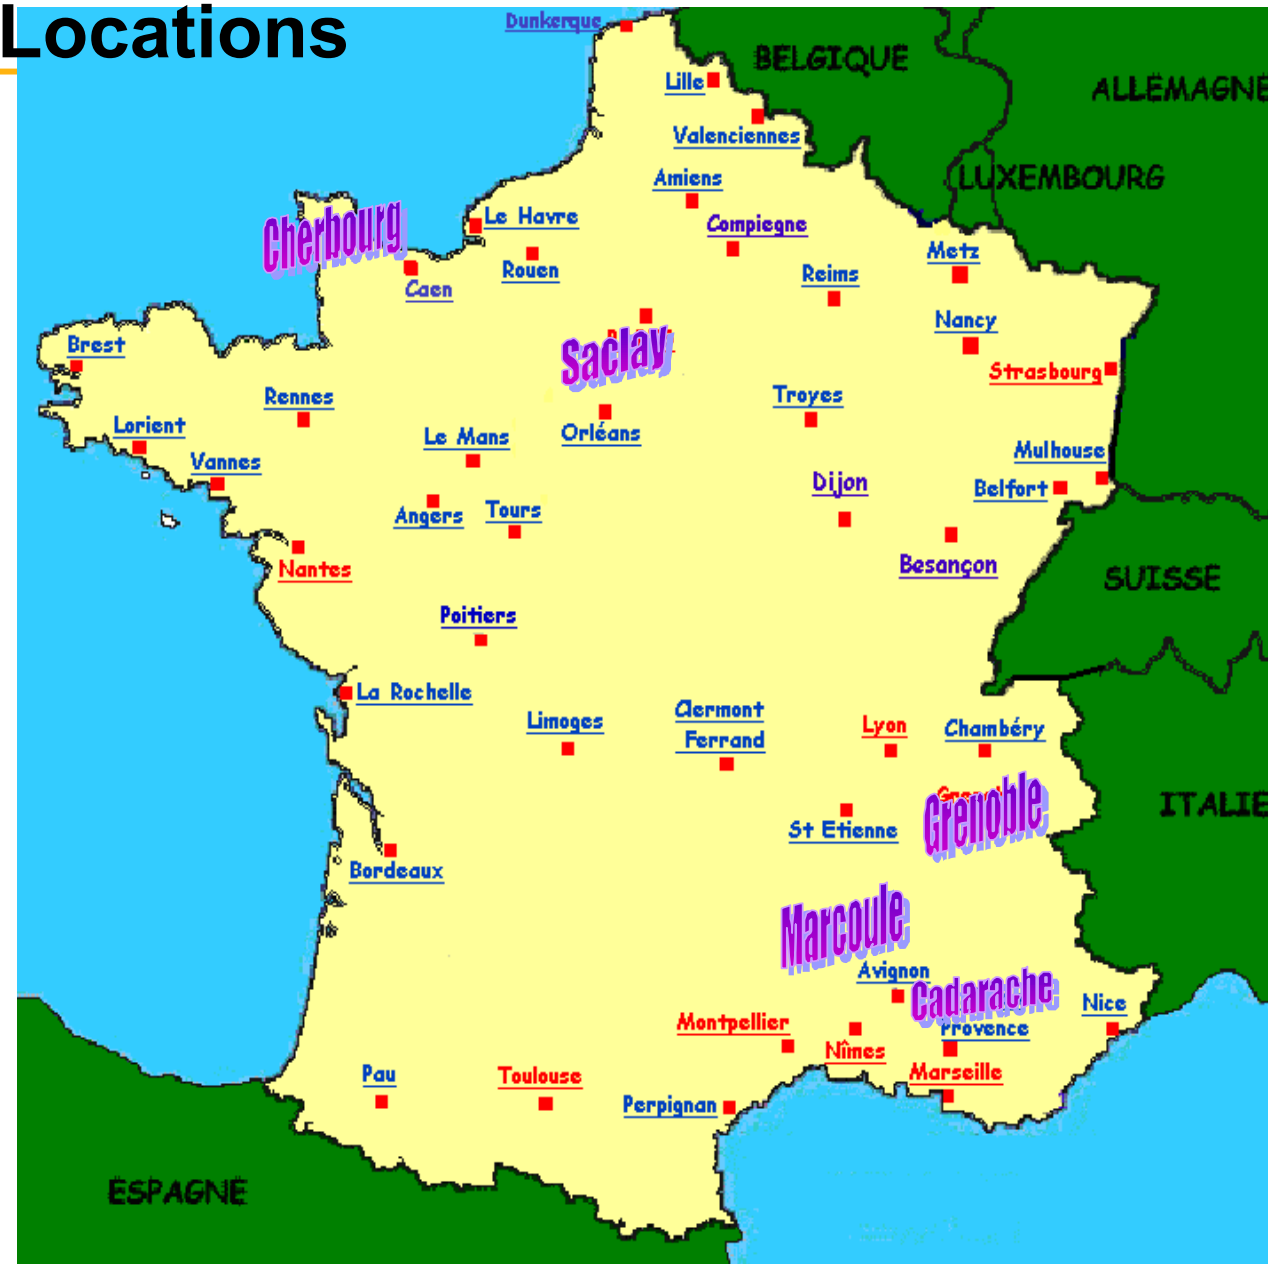 Locations
Dunkerque
BELGIQUE
Lille
ALLEMAGNE
Valenciennes
Amiens
LUXEMBOURG
Cherbourg
Le Havre
Compiegne
Rouen
Metz
Caen
Reims
Nancy
Brest
Saclay
Strasbourg
Rennes
Troyes
Lorient
Le Mans
Orléans
Mulhouse
Vannes
Dijon
Belfort
Angers
Tours
Nantes
Besançon
SUISSE
Poitiers
La Rochelle
Limoges
Clermont
Ferrand
Lyon
Chambéry
ITALIE
Grenoble
St Etienne
Bordeaux
Marcoule
Avignon
Cadarache
Nice
Montpellier
Provence
Nîmes
Marseille
Pau
Toulouse
Perpignan
ESPAGNE